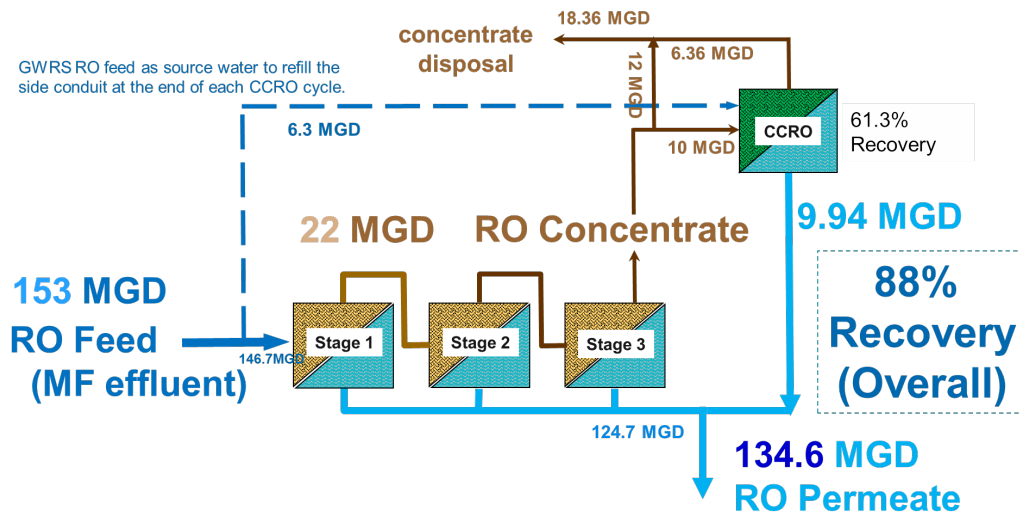 18.36 MGD
concentrate
disposal
6.36 MGD
12 MGD
GWRS RO feed as source water to refill the
side conduit at the end of each CCRO cycle.
6.3 MGD
CCRO
61.3%
Recovery
10 MGD
22 MGD
RO Concentrate
9.94 MGD
153 MGD
RO Feed
(MF effluent)
146.7MGD
Stage 1
Stage 2
Stage 3
88%
Recovery
(Overall)
124.7 MGD
134.6 MGD
RO Permeate